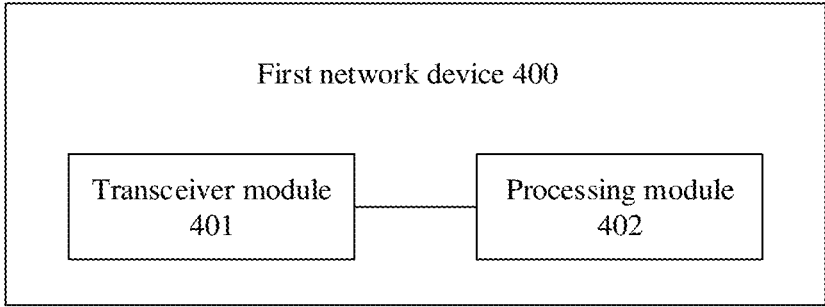 First network device 400
Transceiver module
401
Processing module
402